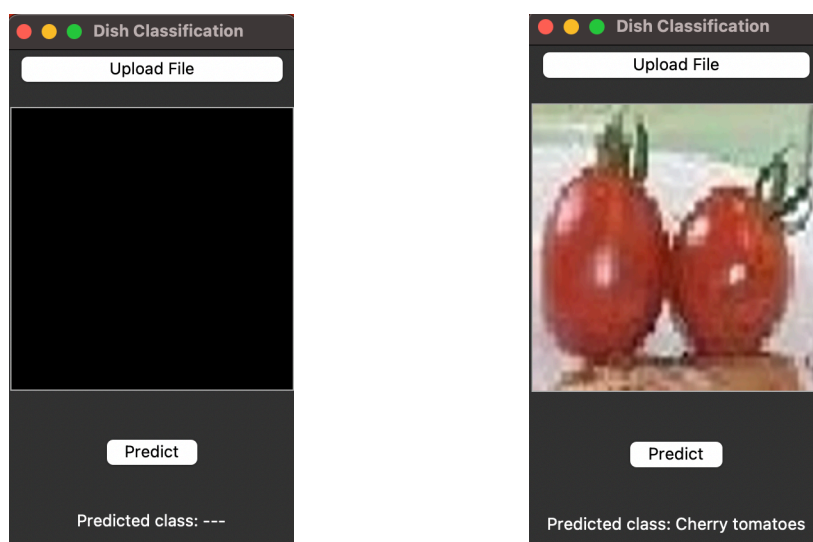 Dish Classification
Upload File
Predict
Predicted class: ---
Dish Classification
Upload File
Predict
Predicted class: Cherry tomatoes